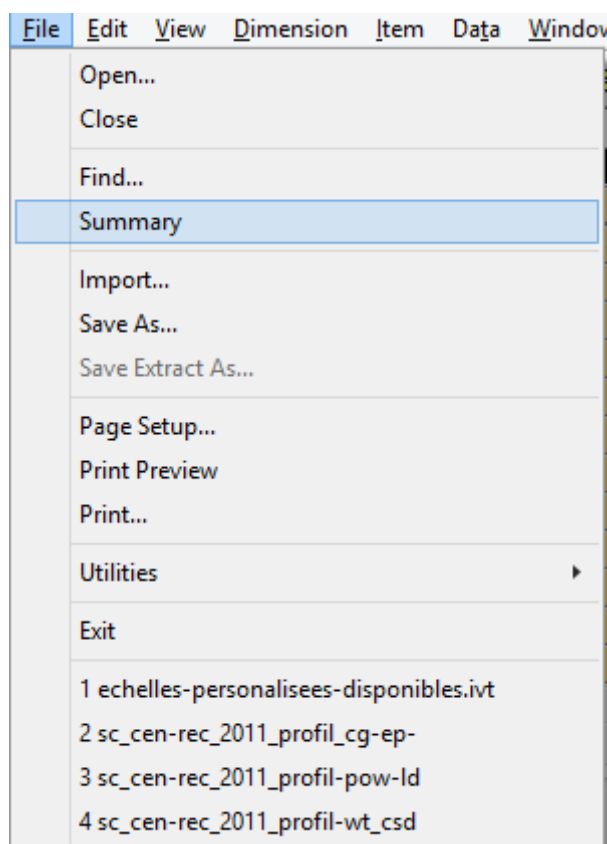 File Edit View Dimension Item Data Window
Open...
Close
Find...
Summary
Import...
Save As...
Save Extract As...
Page Setup...
Print Preview
Print...
Utilities
Exit
1 echelles-personalisees-disponibles.ivt
2 sc_cen-rec_2011_profil_cg-ep-
3 sc_cen-rec_2011_profil-pow-ld
4 sc_cen-rec_2011_profil-wt_csd